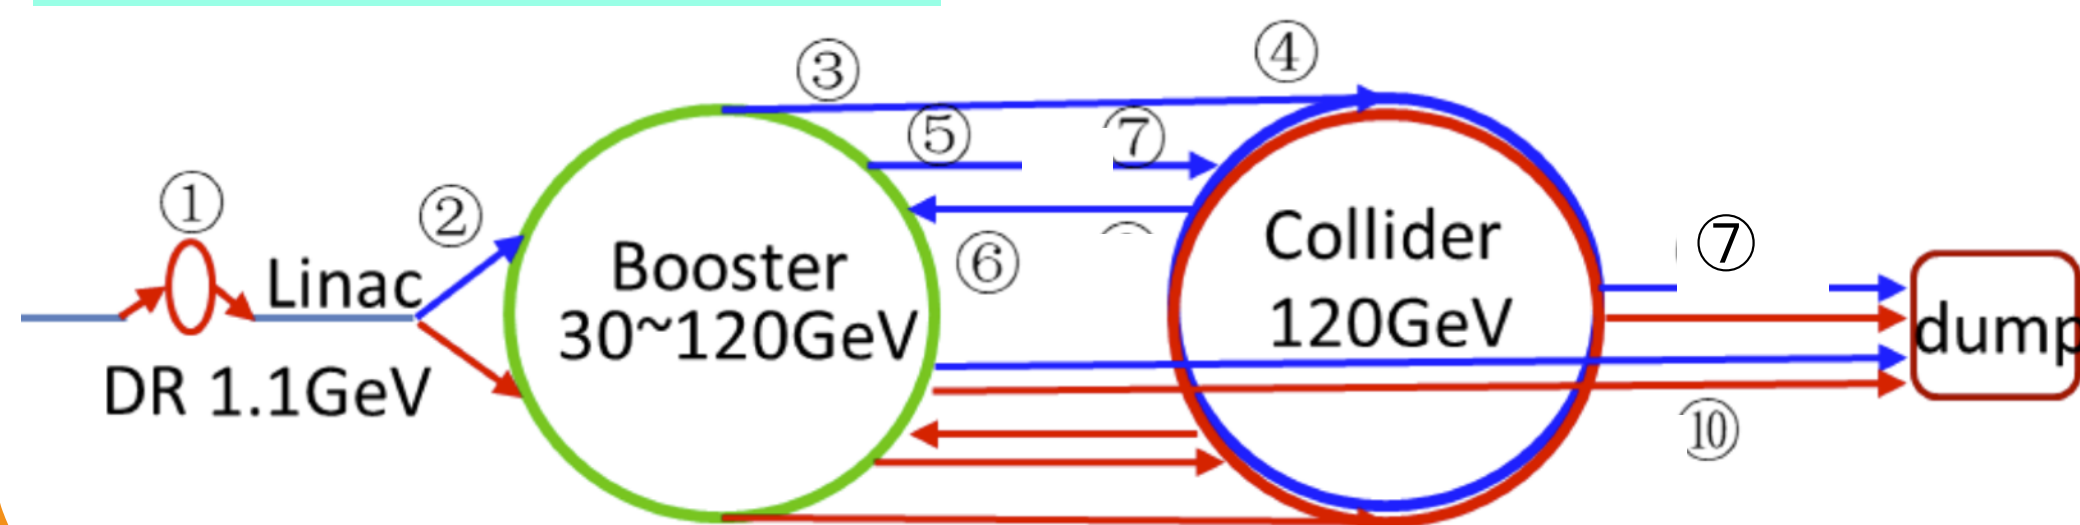 ③
④
⑤
⑦
①
②
Linac
DR 1.1GeV
Booster
30~120GeV
⑥
Collider
120GeV
⑦
dump
⑩